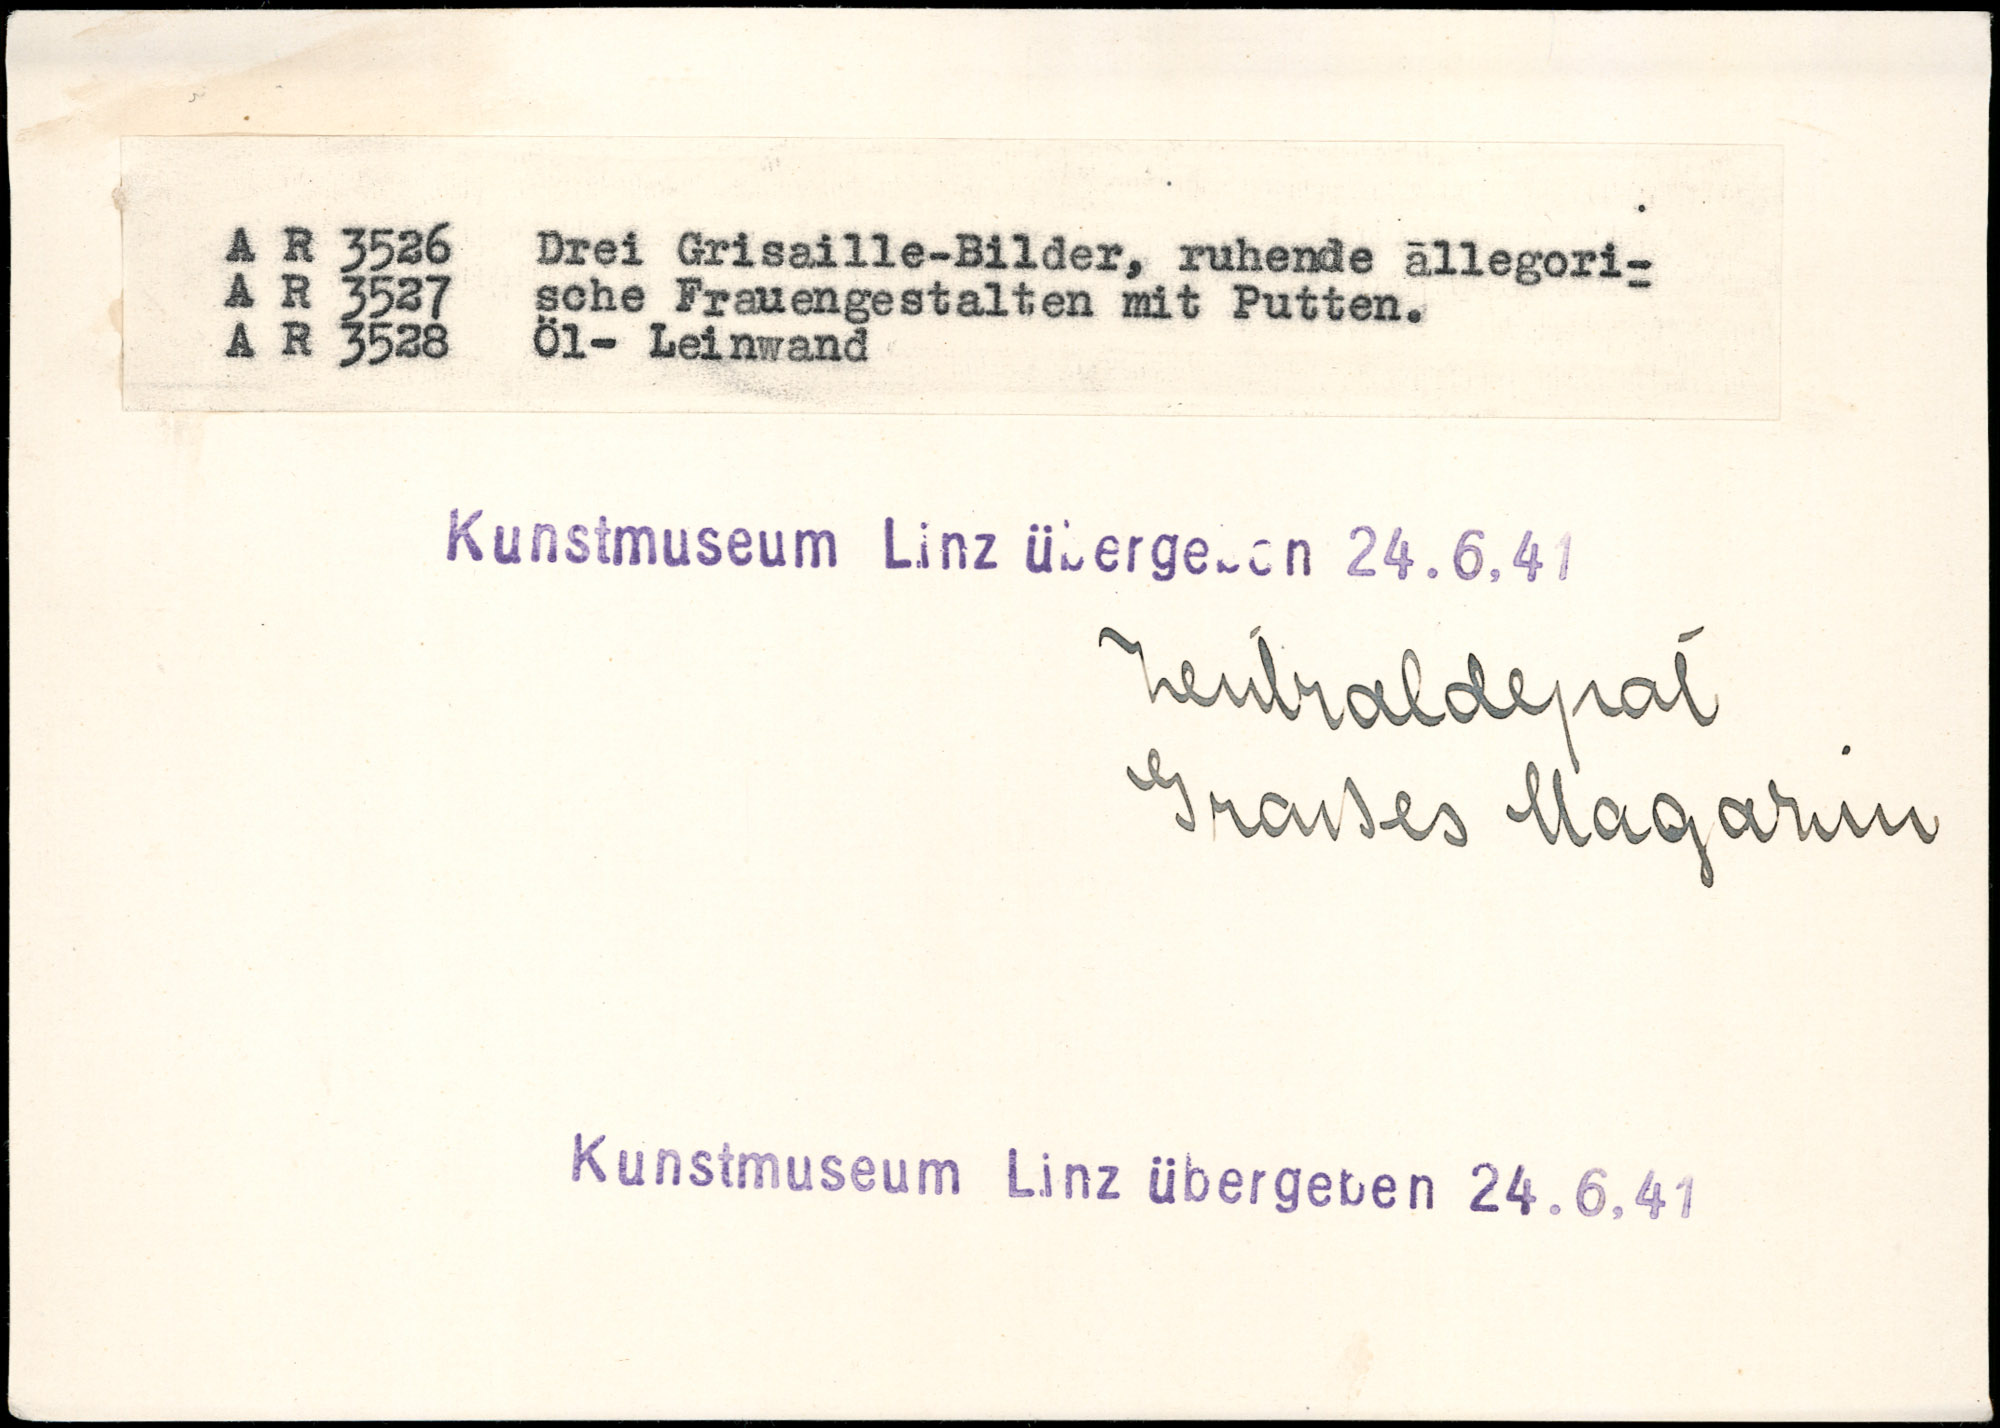 A R 3526 Drei Grisaille-Bilder, ruhende allegori-
A R 3527 sche Frauengestalten mit Putten.
A R 3528 Öl- Leinwand
Kunstmuseum Linz übergeben 24.6.41
Zentraldepot
Großes Magazin
Kunstmuseum Linz übergeben 24.6.41